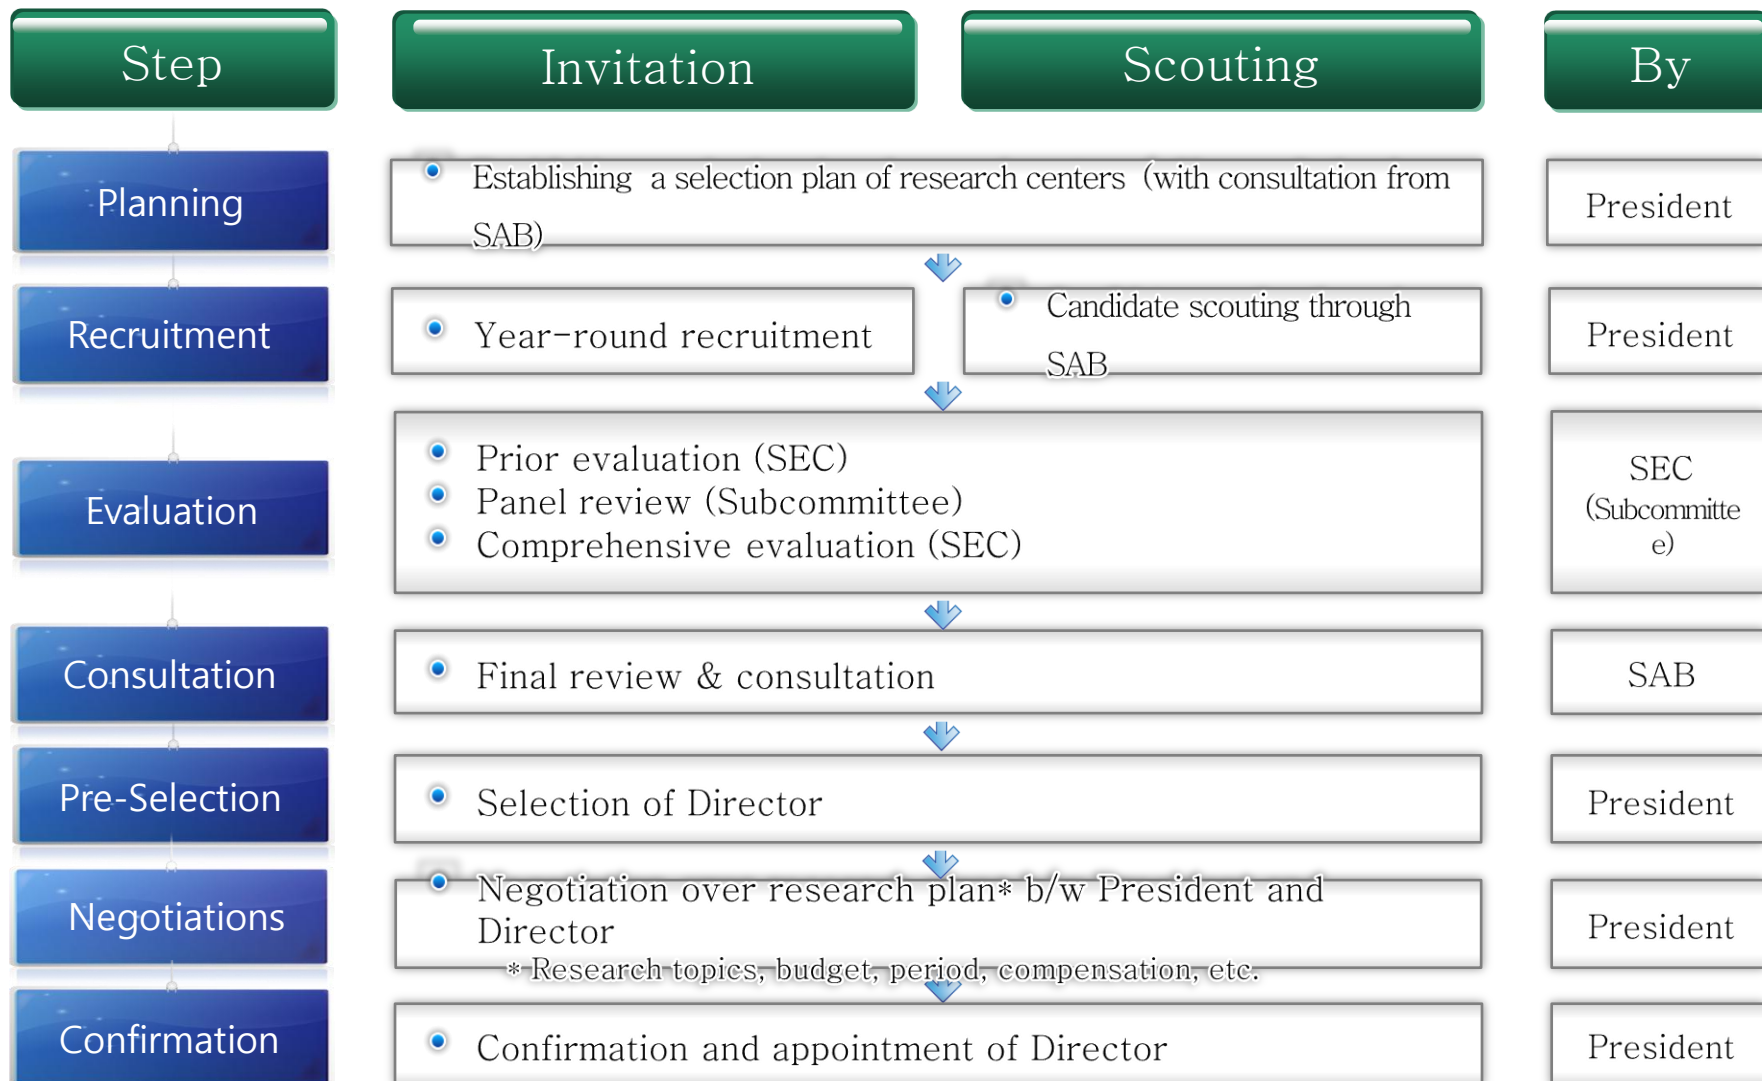 Step
Invitation
Scouting
By
Planning
Establishing a selection plan of research centers (with consultation from
SAB)
President
Recruitment
Year-round recruitment
Candidate scouting through
SAB
President
Evaluation
Prior evaluation (SEC)
Panel review (Subcommittee)
Comprehensive evaluation (SEC)
SEC
(Subcommitte
e)
Consultation
Final review & consultation
SAB
Pre-Selection
Selection of Director
President
Negotiations
Negotiation over research plan* b/w President and
Director
* Research topics, budget, period, compensation, etc.
President
Confirmation
Confirmation and appointment of Director
President